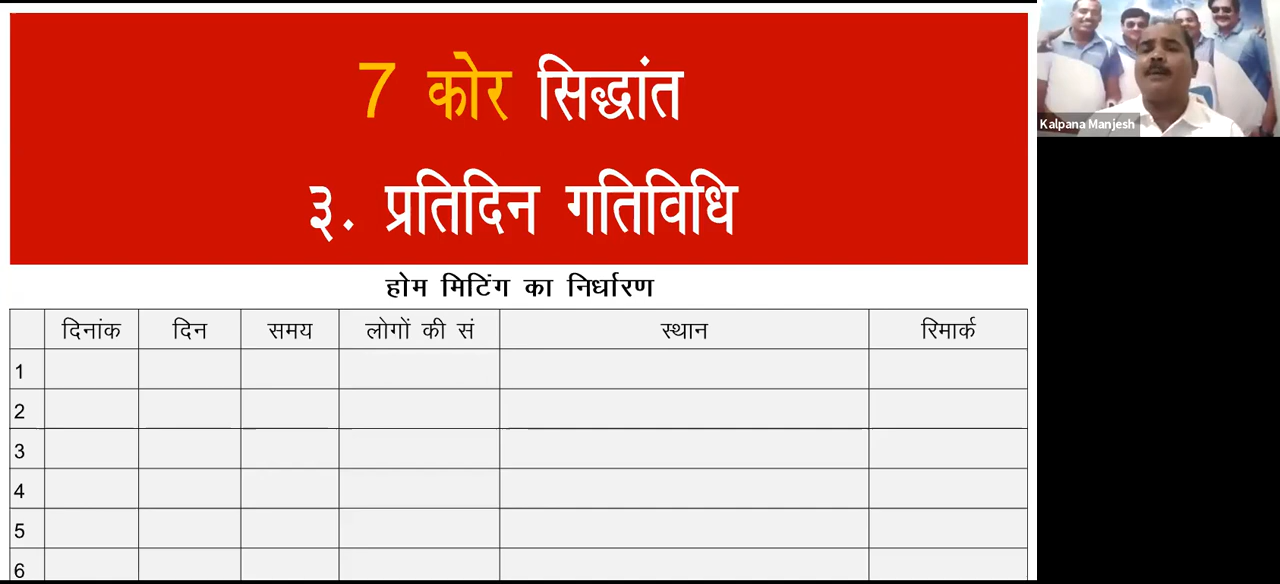 7 कोर सिद्धांत
३. प्रतिदिन गतिविधि
होम मिटिंग का निर्धारण
दिनांक दिन समय लोगों की सं स्थान रिमार्क
1
2
3
4
5
6
Kalpana Manjesh